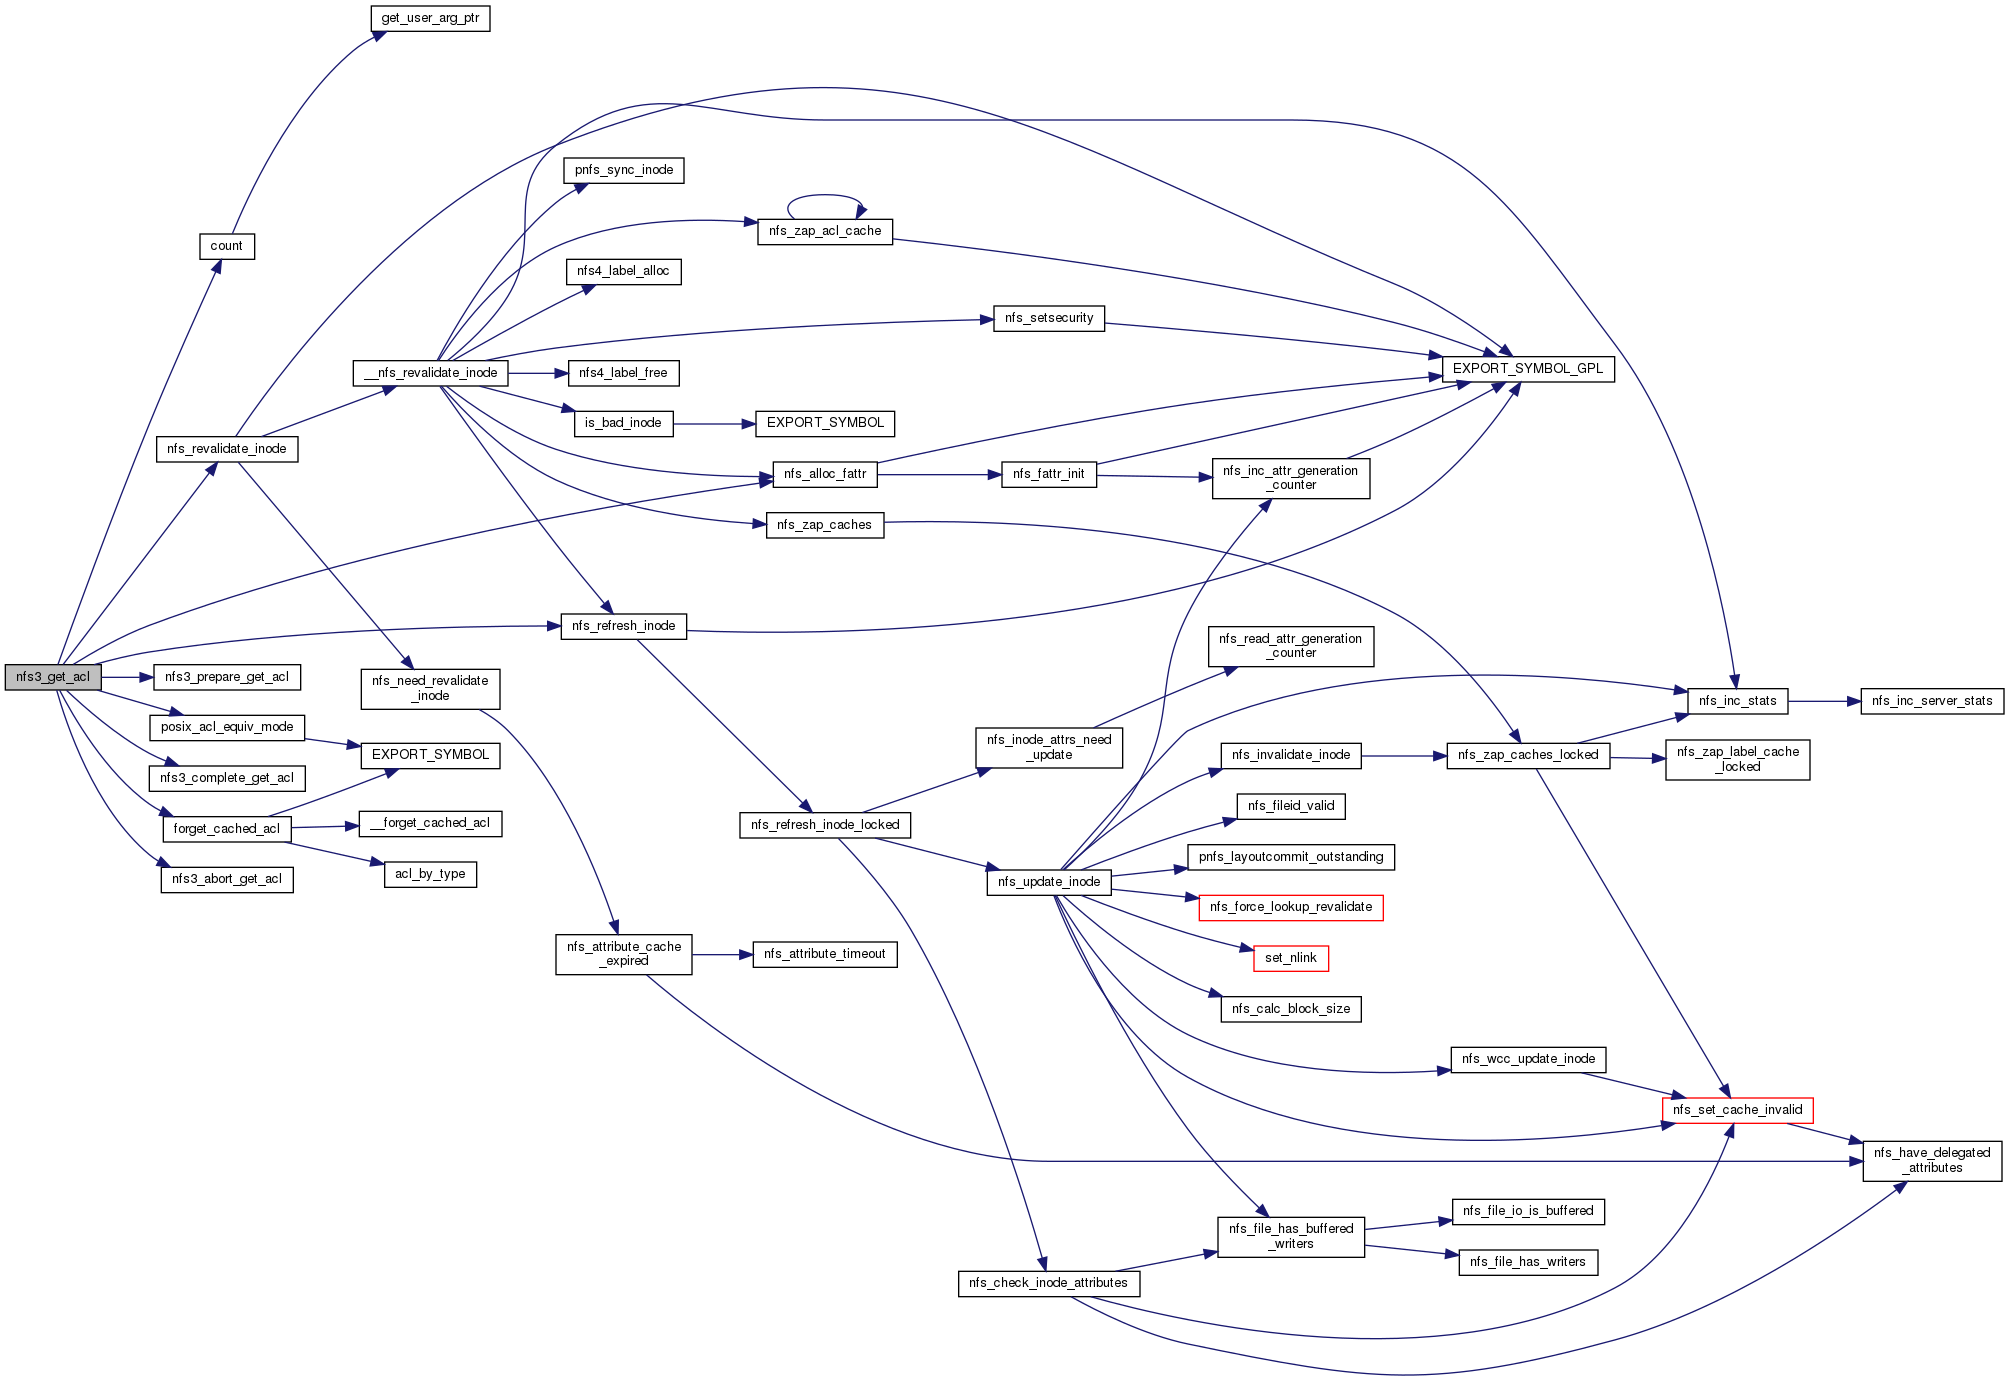 get_user_arg_ptr
pnfs_sync_inode
nfs_zap_acl_cache
count
nfs4_label_alloc
nfs_setsecurity
__nfs_revalidate_inode
nfs4_label_free
EXPORT_SYMBOL_GPL
is_bad_inode
EXPORT_SYMBOL
nfs_revalidate_inode
nfs_alloc_fattr
nfs_fattr_init
nfs_inc_attr_generation
_counter
nfs_zap_caches
nfs_refresh_inode
nfs_read_attr_generation
_counter
nfs3_get_acl
nfs3_prepare_get_acl
nfs_need_revalidate
_inode
nfs_inc_stats
nfs_inc_server_stats
posix_acl_equiv_mode
EXPORT_SYMBOL
nfs_inode_attrs_need
_update
nfs_invalidate_inode
nfs_zap_caches_locked
nfs_zap_label_cache
_locked
nfs3_complete_get_acl
nfs_fileid_valid
forget_cached_acl
__forget_cached_acl
nfs_refresh_inode_locked
pnfs_layoutcommit_outstanding
nfs3_abort_get_acl
acl_by_type
nfs_update_inode
nfs_force_lookup_revalidate
nfs_attribute_cache
_expired
nfs_attribute_timeout
set_nlink
nfs_calc_block_size
nfs_wcc_update_inode
nfs_set_cache_invalid
nfs_have_delegated
_attributes
nfs_file_has_buffered
_writers
nfs_file_io_is_buffered
nfs_file_has_writers
nfs_check_inode_attributes